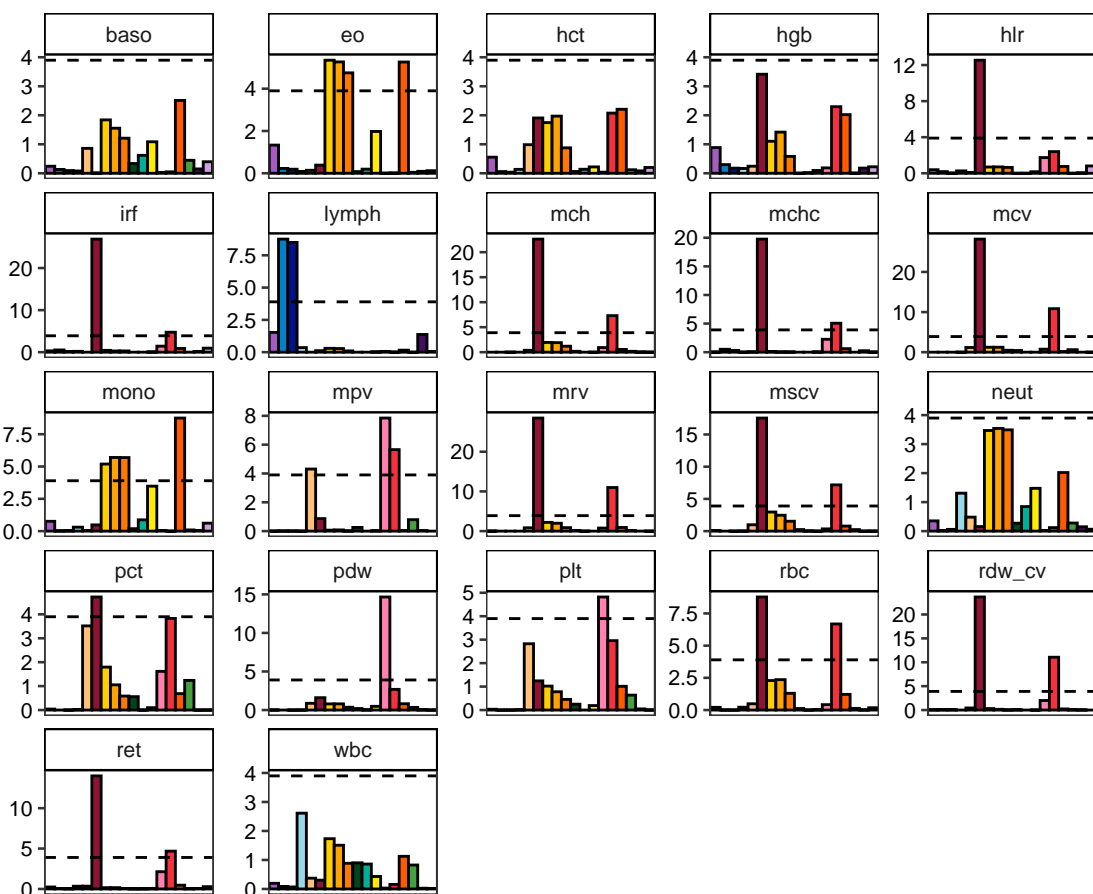 baso eo hct hgb hlr
4 3 2 1 0
4 2 0
4 3 2 1 0
4 3 2 1 0
12 8 4 0
irf lymph mch mchc mcv
20 10 0
7.5 5.0 2.5 0.0
20 15 10 5 0
20 15 10 5 0
20 10 0
mono mpv mrv mscv neut
7.5 5.0 2.5 0.0
8 6 4 2 0
20 10 0
15 10 5 0
4 3 2 1 0
pct pdw plt rbc rdw_cv
4 3 2 1 0
15 10 5 0
5 4 3 2 1 0
7.5 5.0 2.5 0.0
20 15 10 5 0
ret wbc
10 5 0
4 3 2 1 0